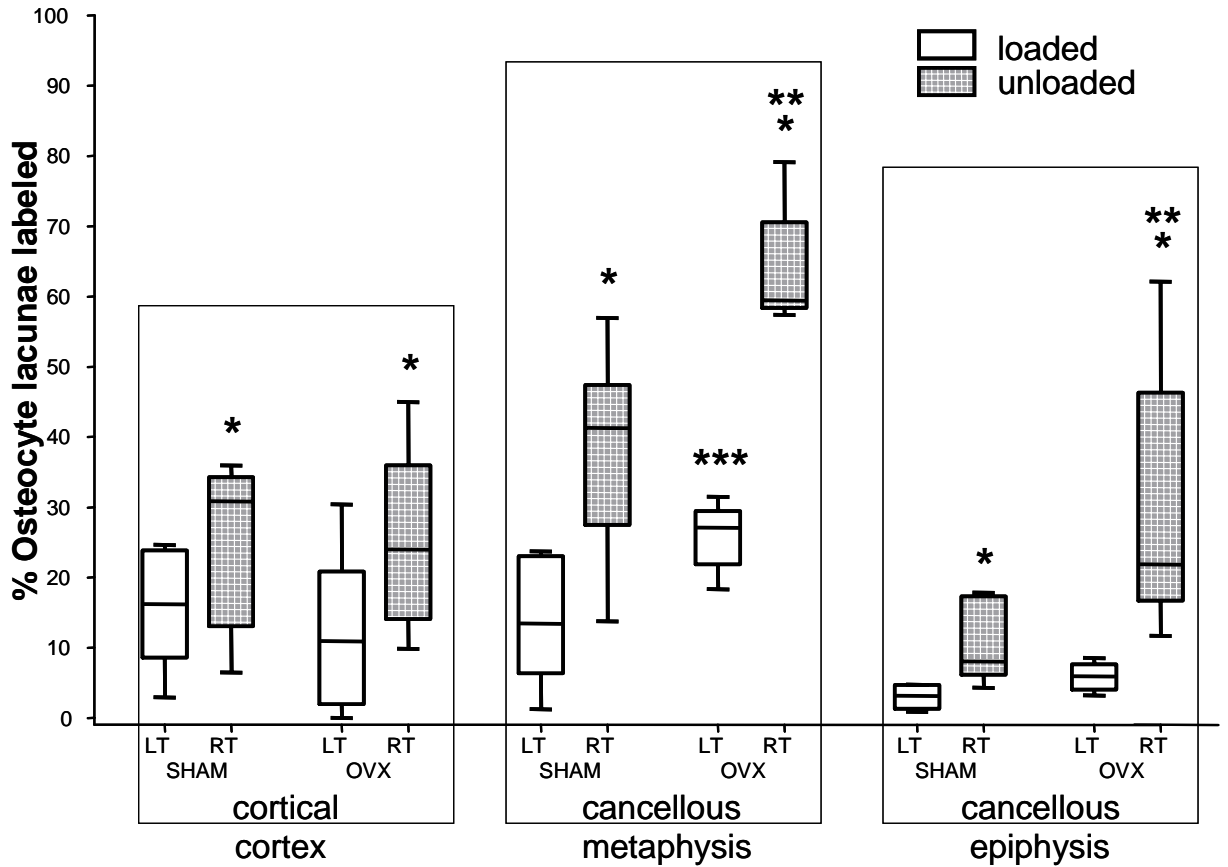 100
90
80
70
60
50
40
30
20
10
0
% Osteocyte lacunae labeled
loaded
unloaded
*
*
*
***
**
*
*
**
*
LT RT LT RT LT RT LT RT LT RT LT RT
SHAM OVX SHAM OVX SHAM OVX
cortical cancellous cancellous
cortex metaphysis epiphysis